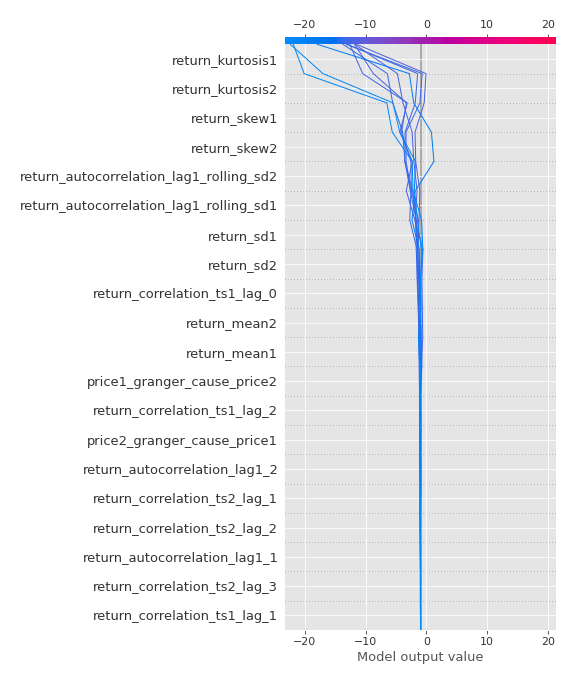 −20 −10 0 10 20
return_kurtosis1
return_kurtosis2
return_skew1
return_skew2
return_autocorrelation_lag1_rolling_sd2
return_autocorrelation_lag1_rolling_sd1
return_sd1
return_sd2
return_correlation_ts1_lag_0
return_mean2
return_mean1
price1_granger_cause_price2
return_correlation_ts1_lag_2
price2_granger_cause_price1
return_autocorrelation_lag1_2
return_correlation_ts2_lag_1
return_correlation_ts2_lag_2
return_autocorrelation_lag1_1
return_correlation_ts2_lag_3
return_correlation_ts1_lag_1
−20 −10 0 10 20
Model output value